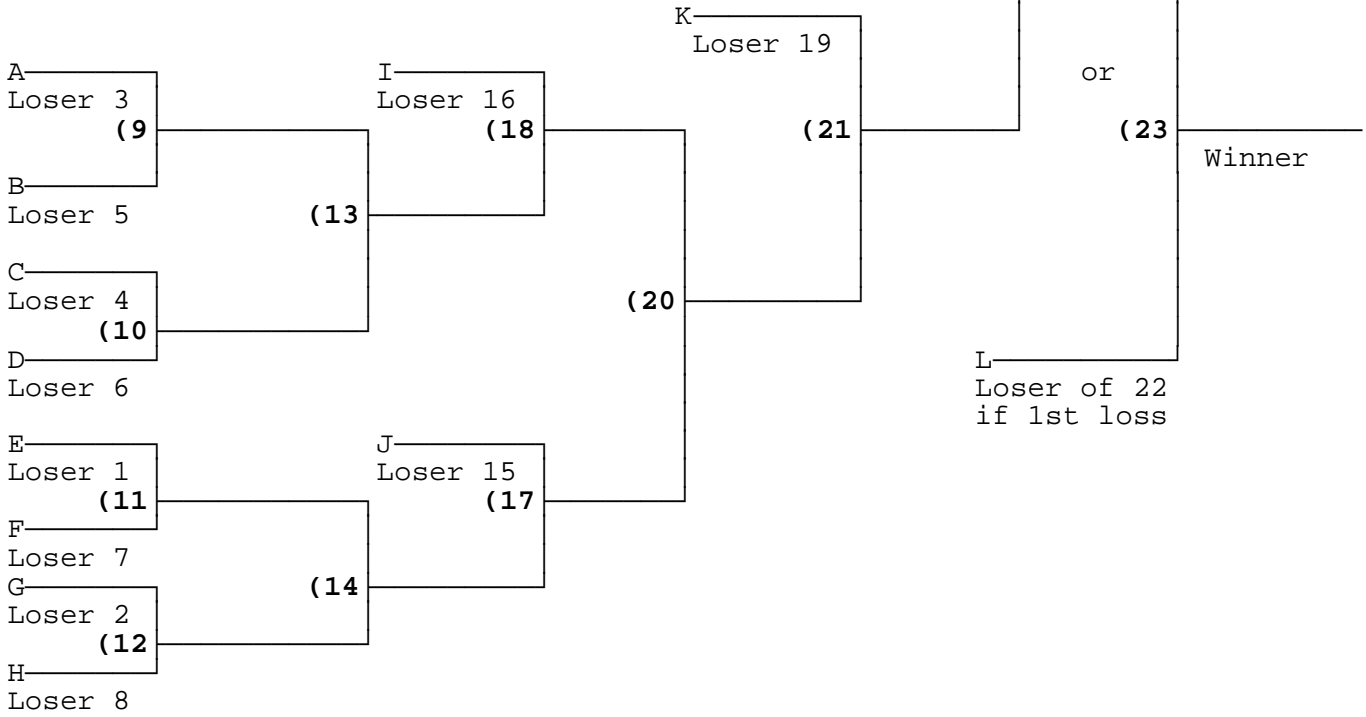 K
Loser 19
A
Loser 3
(9
B
Loser 5
I
Loser 16
(18
(13
(21
or
(23
Winner
C
Loser 4
(10
D
Loser 6
(20
L
Loser of 22
if 1st loss
E
Loser 1
(11
F
Loser 7
J
Loser 15
(17
G
Loser 2
(12
H
Loser 8
(14